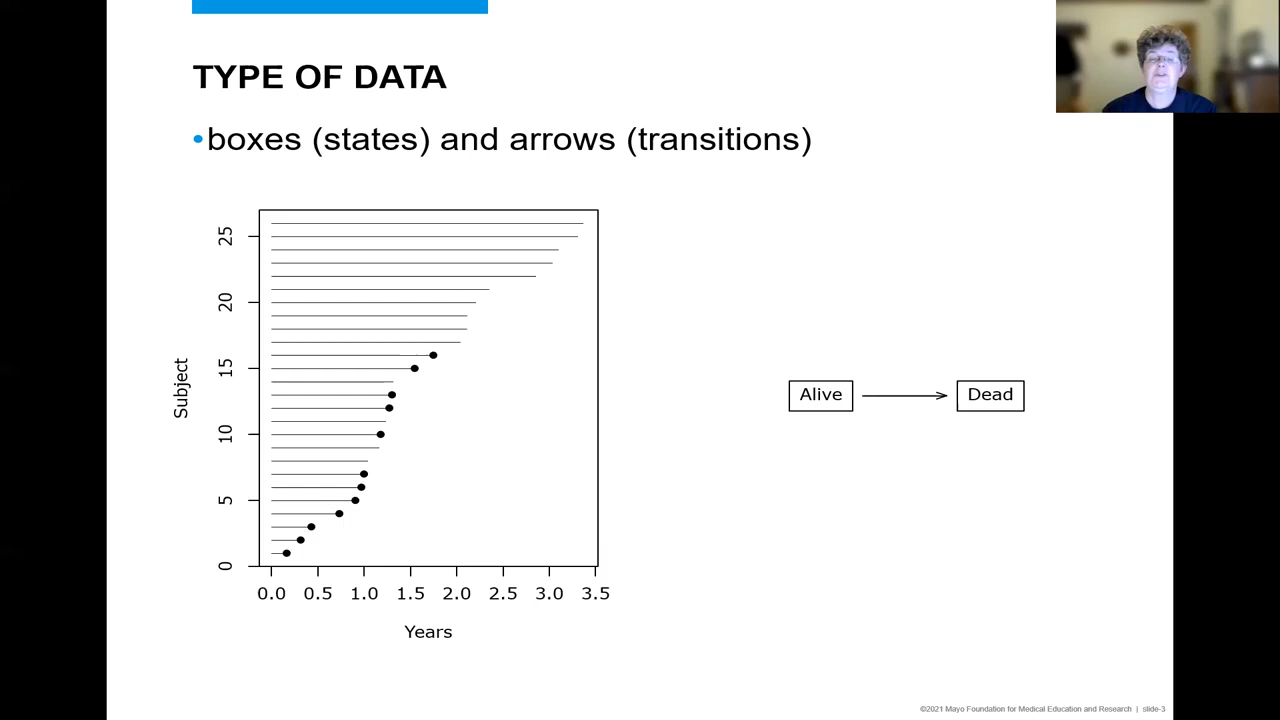 TYPE OF DATA
•boxes (states) and arrows (transitions)
25
20
15
10
5
0
Subject
0.0 0.5 1.0 1.5 2.0 2.5 3.0 3.5
Years
Alive
Dead
©2021 Mayo Foundation for Medical Education and Research | slide-3